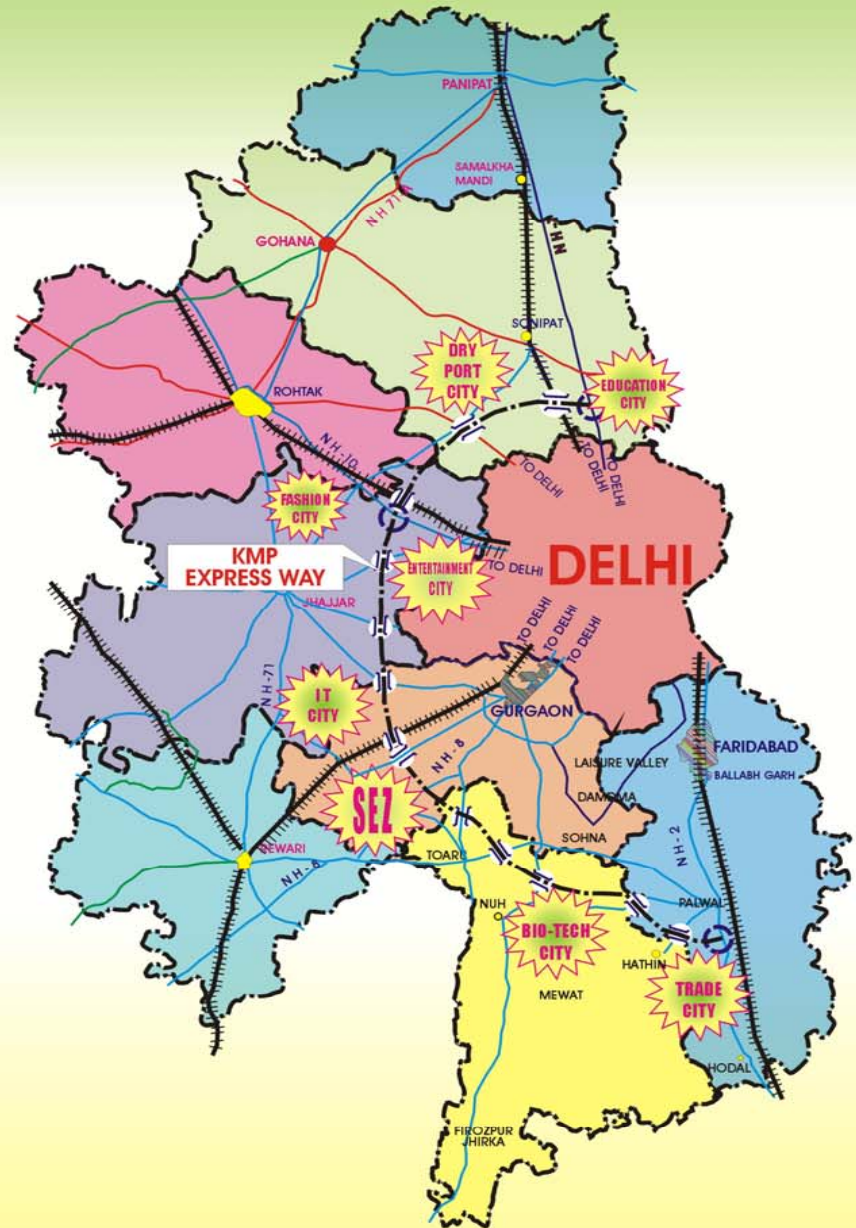 PANIPAT
SAMALKHA
MANDI
NH 71A
GOHANA
NH-
SONIPAT
DRY
PORT
CITY
EDUCATION
CITY
ROHTAK
NH-10
TO DELHI
TO DELHI
TO DELHI
FASHION
CITY
KMP
EXPRESS WAY
ENTERTAINMENT
CITY
TO DELHI
DELHI
JHAJJAR
TO DELHI
TO DELHI
TO DELHI
NH-71
I T
CITY
GURGAON
NH-8
FARIDABAD
LAISURE VALLEY
BALLABH GARH
DAMDMA
SEZ
SOHNA
NH-2
TOARU
REWARI
NH-8
PALWAL
NUH
BIO-TECH
CITY
HATHIN
MEWAT
TRADE
CITY
HODAL
FIROZPUR
JHIRKA